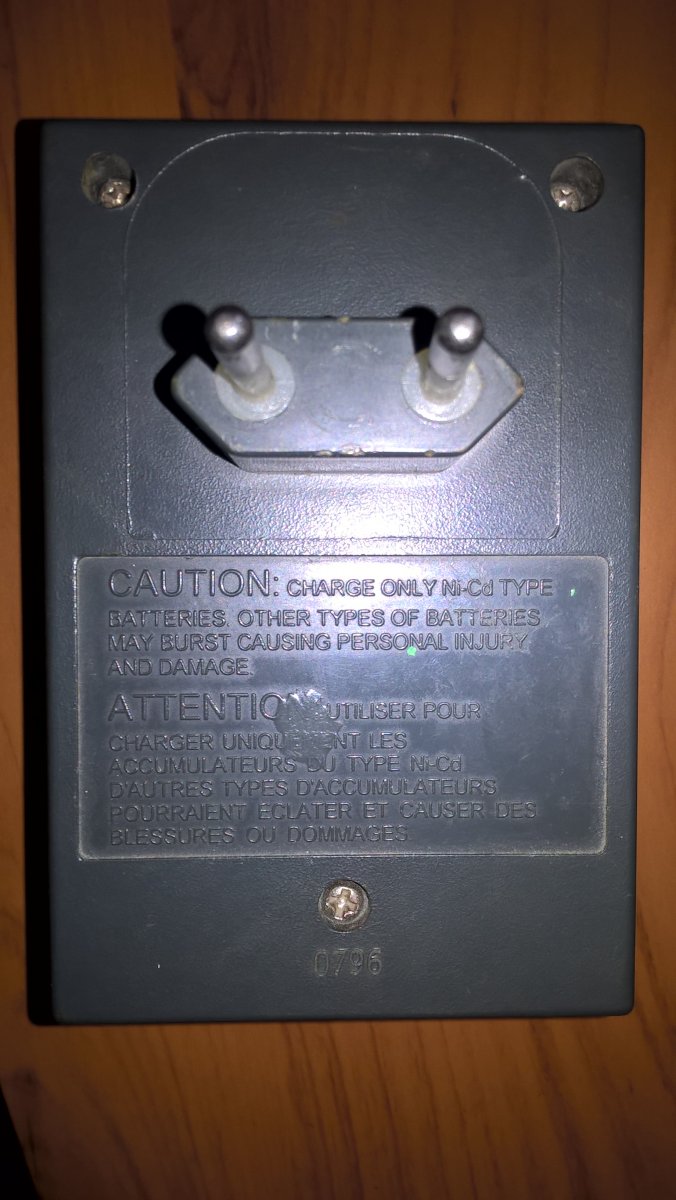 CAUTION: CHARGE ONLY Ni-Cd TYPE
BATTERIES. OTHER TYPES OF BATTERIES
MAY BURST CAUSING PERSONAL INJURY
AND DAMAGE.
UTILISER POUR
CHARGER LES
ACCUMULATEURS DU TYPE Ni-Cd
D'AUTRES TYPES D'ACCUMULATEURS
POURRAIENT ECLATER ET CAUSER DES
BLESSURES OU DOMMAGES
0796